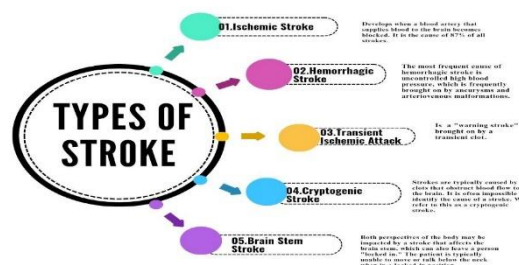 TYPES OF
STROKE
01.Ischemic Stroke
Develops when a blood artery that
supplies blood to the brain becomes
blocked. It is the cause of 87% of all
strokes.
02.Hemorrhagic
Stroke
The most frequent cause of
hemorrhagic stroke is
uncontrolled high blood
pressure, which is frequently
brought on by aneurysms and
arteriovenous malformations.
03.Transient
Ischemic Attack
Is a "warning stroke"
brought on by a
transient clot.
04.Cryptogenic
Stroke
Strokes are typically caused by
clots that obstruct blood flow to
the brain. It is often impossible
identify the cause of a stroke. W
refer to this as a cryptogenic
stroke.
05.Brain Stem
Stroke
Both perspectives of the body may be
impacted by a stroke that affects the
brain stem, which can also leave a person
"locked in." The patient is typically
unable to move or talk below the neck
when in a locked-in position.